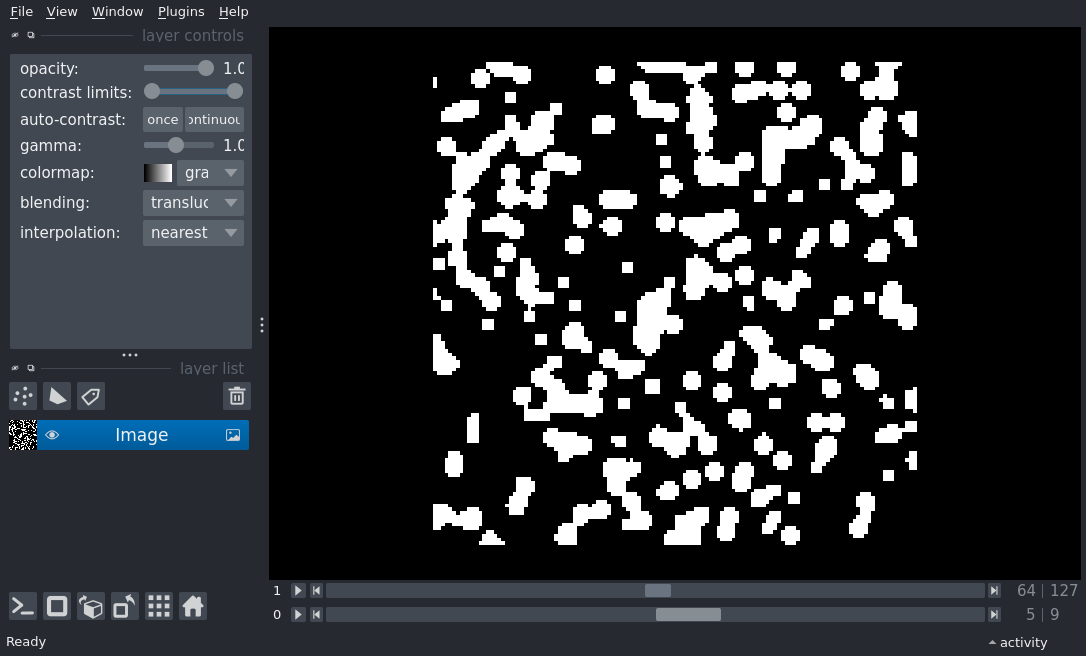 File View Window Plugins Help
layer controls
opacity: 1.0
contrast limits:
auto-contrast: once ontinuou
gamma: 1.0
colormap: gra
blending: transluc
interpolation: nearest
layer list
Image
1 64 | 127
0 5 | 9
Ready activity